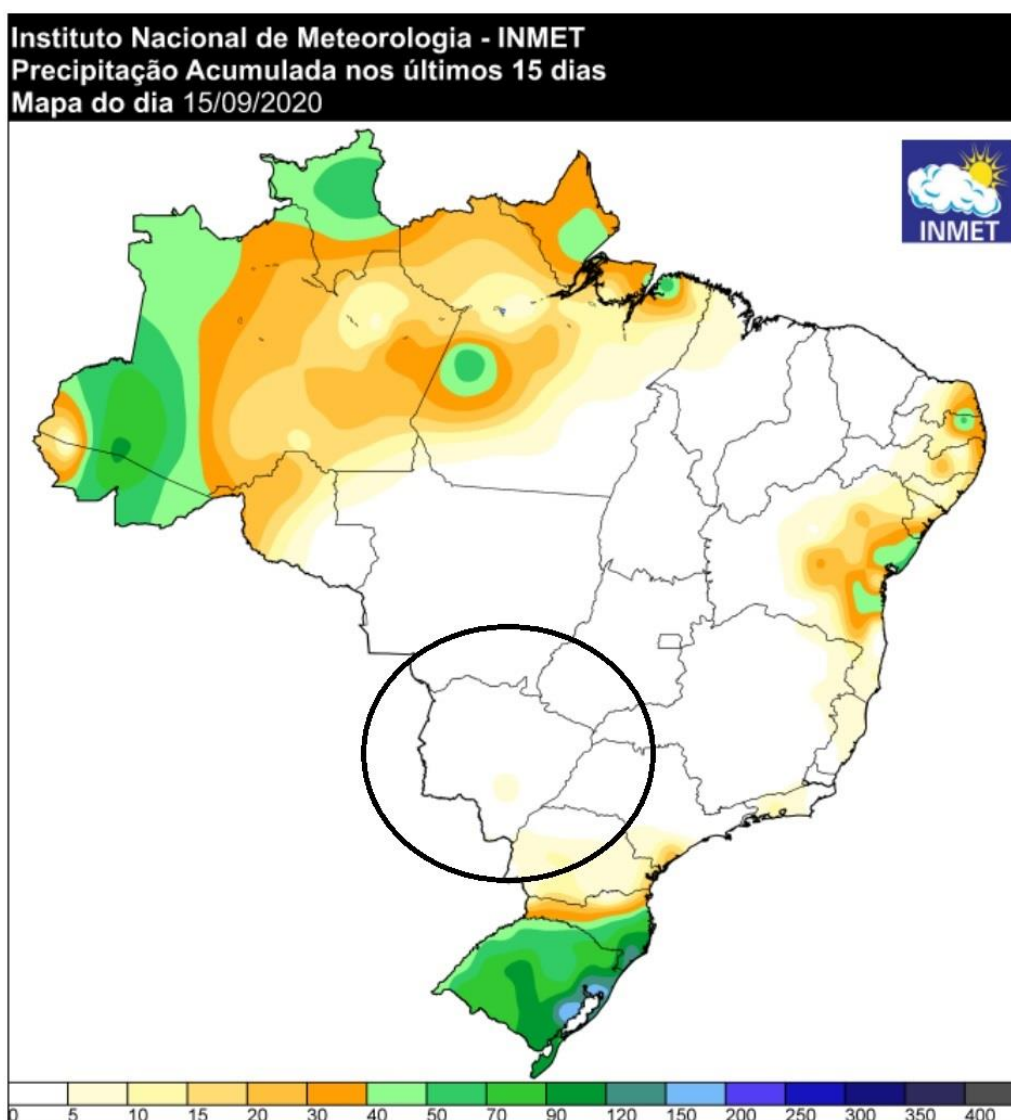 Instituto Nacional de Meteorologia - INMET
Precipitação Acumulada nos últimos 15 dias
Mapa do dia 15/09/2020
INMET
0 5 10 15 20 30 40 50 70 90 120 150 200 250 300 350 400